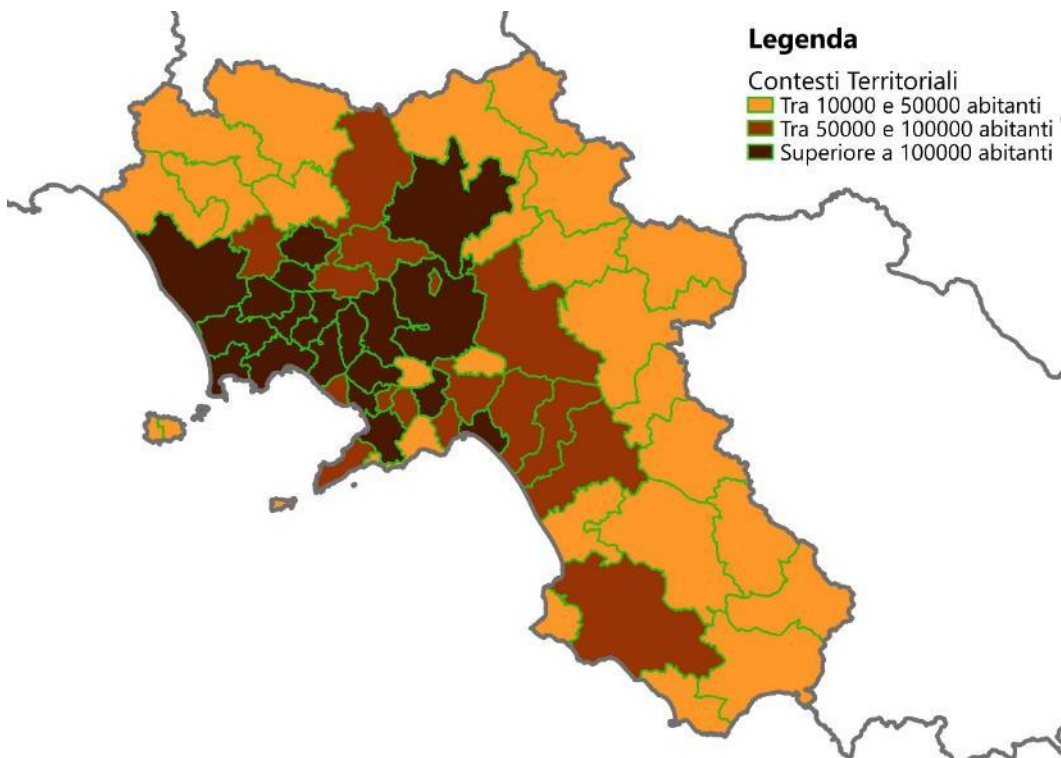 Legenda
Contesti Territoriali
Tra 10000 e 50000 abitanti
Tra 50000 e 100000 abitanti
Superiore a 100000 abitanti